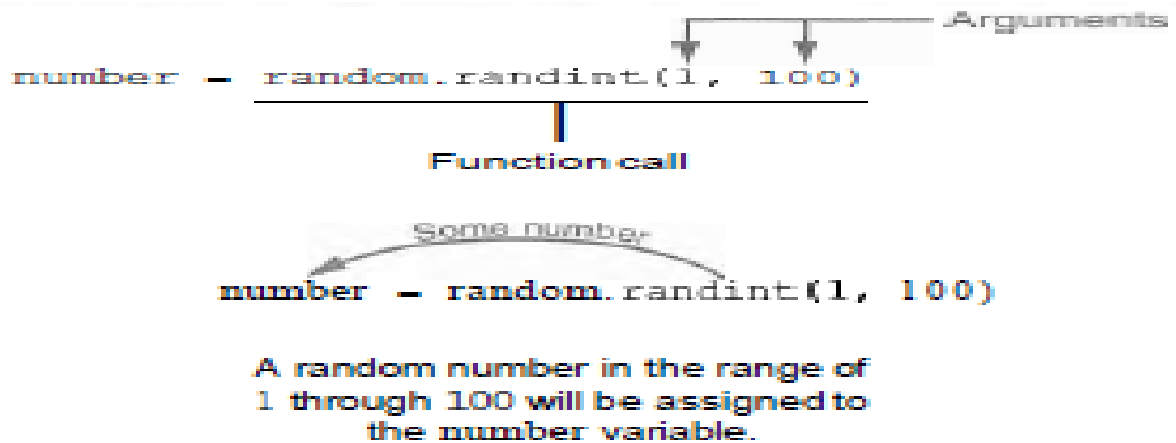 Arguments
number = random.randint(1, 100)
Function call
Some number
number = random.randint(1, 100)
A random number in the range of
1 through 100 will be assigned to
the number variable.